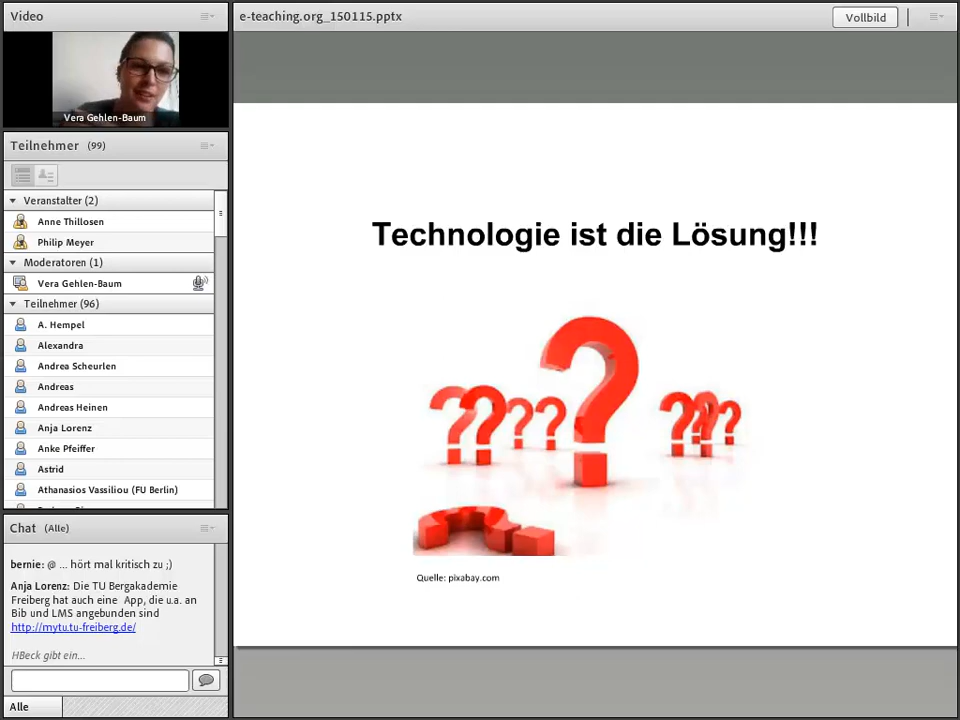 Video
Vera Gehlen-Baum
Teilnehmer (99)
Veranstalter (2)
Anne Thillosen
Philip Meyer
Moderatoren (1)
Vera Gehlen-Baum
Teilnehmer (96)
A. Hempel
Alexandra
Andrea Scheurlen
Andreas
Andreas Heinen
Anja Lorenz
Anke Pfeiffer
Astrid
Athanasios Vassiliou (FU Berlin)
Chat (Alle)
bernie: @ ... hört mal kritisch zu ;)
Anja Lorenz: Die TU Bergakademie
Freiberg hat auch eine App, die u.a. an
Bib und LMS angebunden sind
http://mytu.tu-freiberg.de/
HBeck gibt ein...
Alle
e-teaching.org_150115.pptx
Vollbild
Technologie ist die Lösung!!!
Quelle: pixabay.com